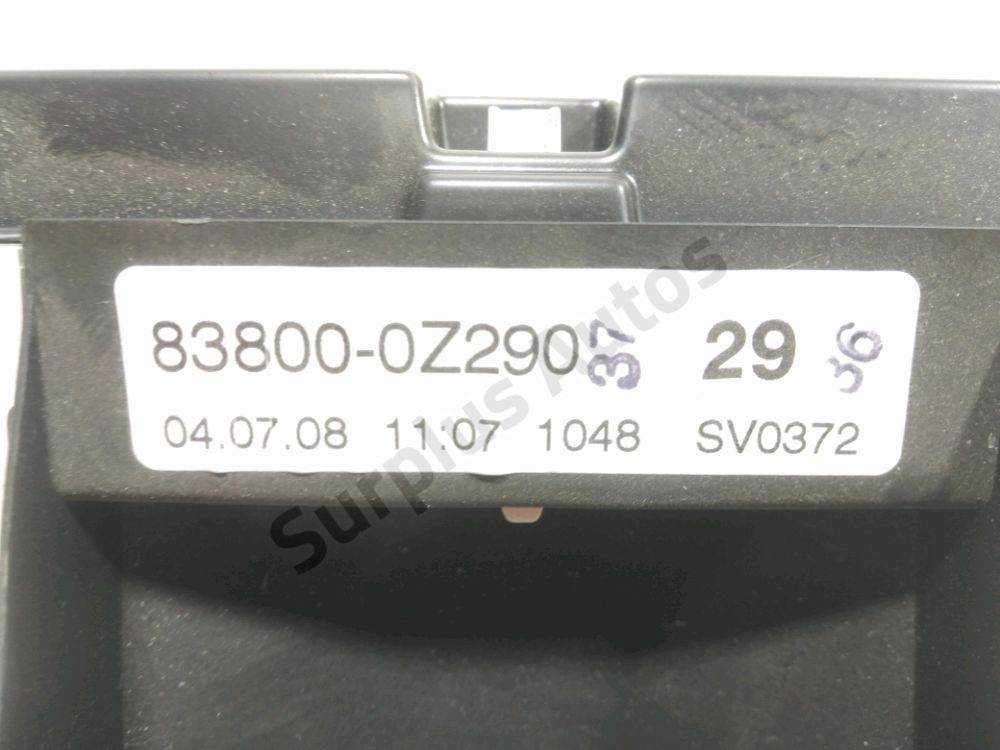 83800-0Z290 37 29 36
04.07.08 11:07 1048 SV0372
Surplus Autos